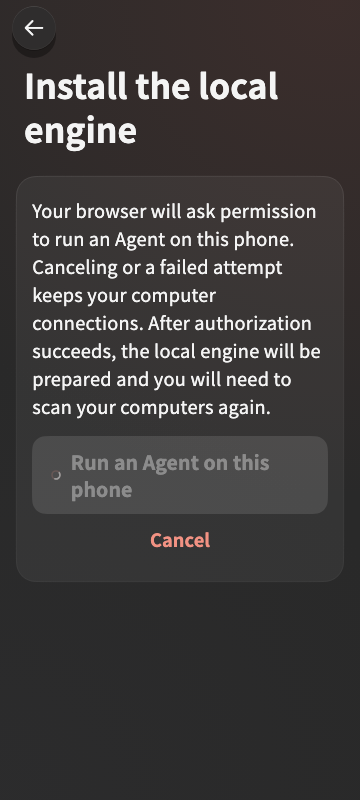 Install the local
engine
Your browser will ask permission
to run an Agent on this phone.
Canceling or a failed attempt
keeps your computer
connections. After authorization
succeeds, the local engine will be
prepared and you will need to
scan your computers again.
Run an Agent on this
phone
Cancel